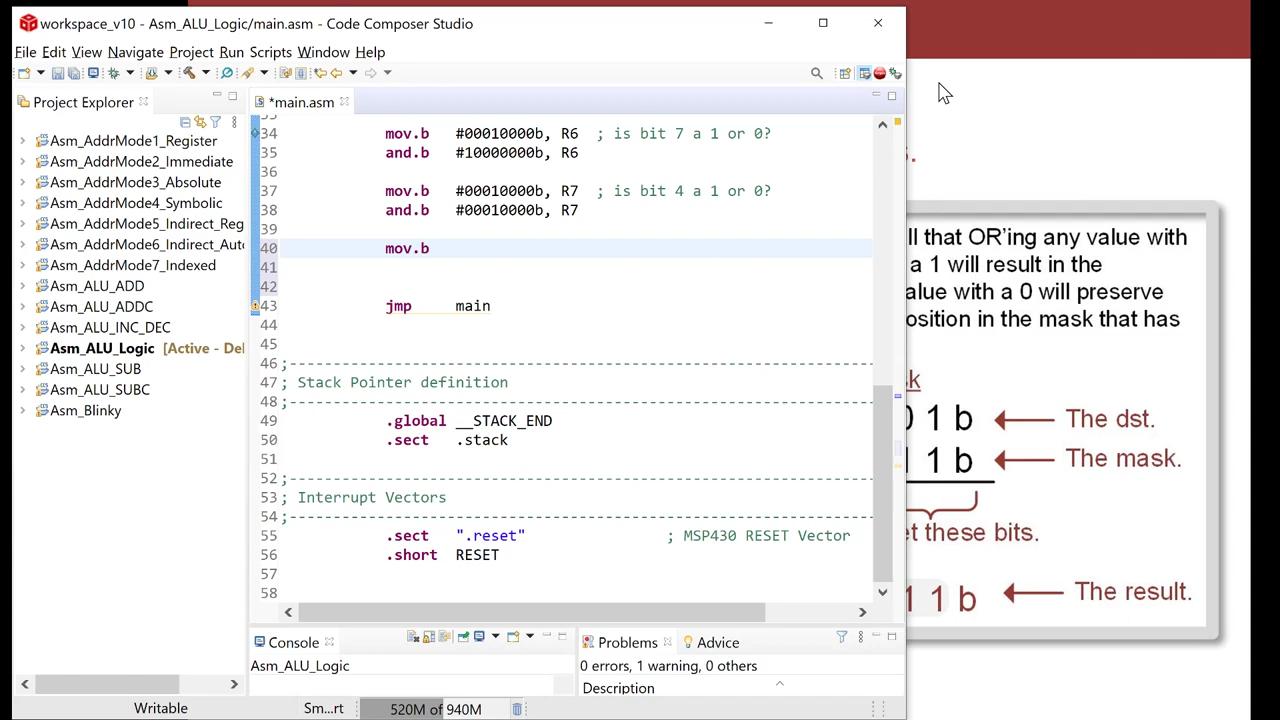 workspace_v10 - Asm_ALU_Logic/main.asm - Code Composer Studio
File Edit View Navigate Project Run Scripts Window Help
Project Explorer
Asm_AddrMode1_Register
Asm_AddrMode2_Immediate
Asm_AddrMode3_Absolute
Asm_AddrMode4_Symbolic
Asm_AddrMode5_Indirect_Reg
Asm_AddrMode6_Indirect_Auto
Asm_AddrMode7_Indexed
Asm_ALU_ADD
Asm_ALU_ADDC
Asm_ALU_INC_DEC
Asm_ALU_Logic [Active - De
Asm_ALU_SUB
Asm_ALU_SUBC
Asm_Blinky
*main.asm
34 mov.b #00010000b, R6 ; is bit 7 a 1 or 0?
35 and.b #10000000b, R6
36
37 mov.b #00010000b, R7 ; is bit 4 a 1 or 0?
38 and.b #00010000b, R7
39
40 mov.b
41
42
43 jmp main
44
45
46 ;-------------------------------------------------------------------
47 ; Stack Pointer definition
48 ;-------------------------------------------------------------------
49 .global __STACK_END
50 .sect .stack
51
52 ;-------------------------------------------------------------------
53 ; Interrupt Vectors
54 ;-------------------------------------------------------------------
55 .sect ".reset" ; MSP430 RESET Vector
56 .short RESET
57
58
Console
Asm_ALU_Logic
Problems Advice
0 errors, 1 warning, 0 others
Description
Writable
Sm...rt
520M of 940M
s.
ll that OR'ing any value with
a 1 will result in the
alue with a 0 will preserve
osition in the mask that has
k
0 1 b The dst.
1 1 b The mask.
et these bits.
1 1 b The result.